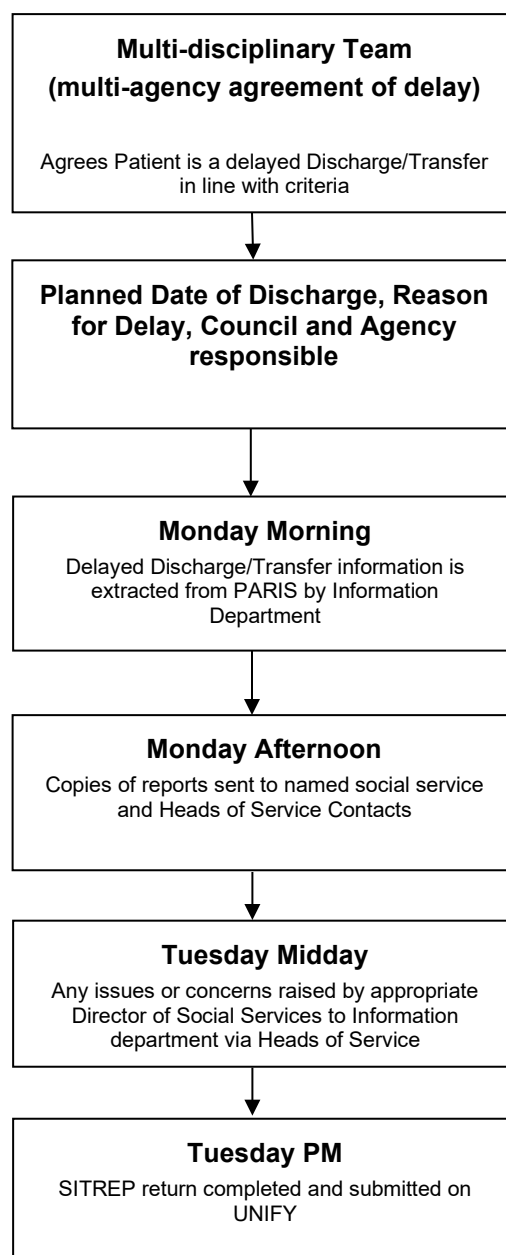 Multi-disciplinary Team
(multi-agency agreement of delay)
Agrees Patient is a delayed Discharge/Transfer
in line with criteria
Planned Date of Discharge, Reason
for Delay, Council and Agency
responsible
Monday Morning
Delayed Discharge/Transfer information is
extracted from PARIS by Information
Department
Monday Afternoon
Copies of reports sent to named social service
and Heads of Service Contacts
Tuesday Midday
Any issues or concerns raised by appropriate
Director of Social Services to Information
department via Heads of Service
Tuesday PM
SITREP return completed and submitted on
UNIFY